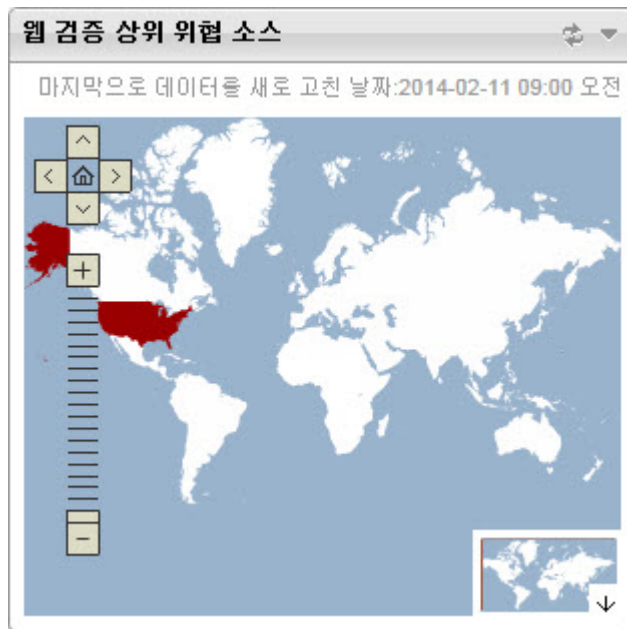 웹 검증 상위 위협 소스
마지막으로 데이터를 새로 고친 날짜:2014-02-11 09:00 오전